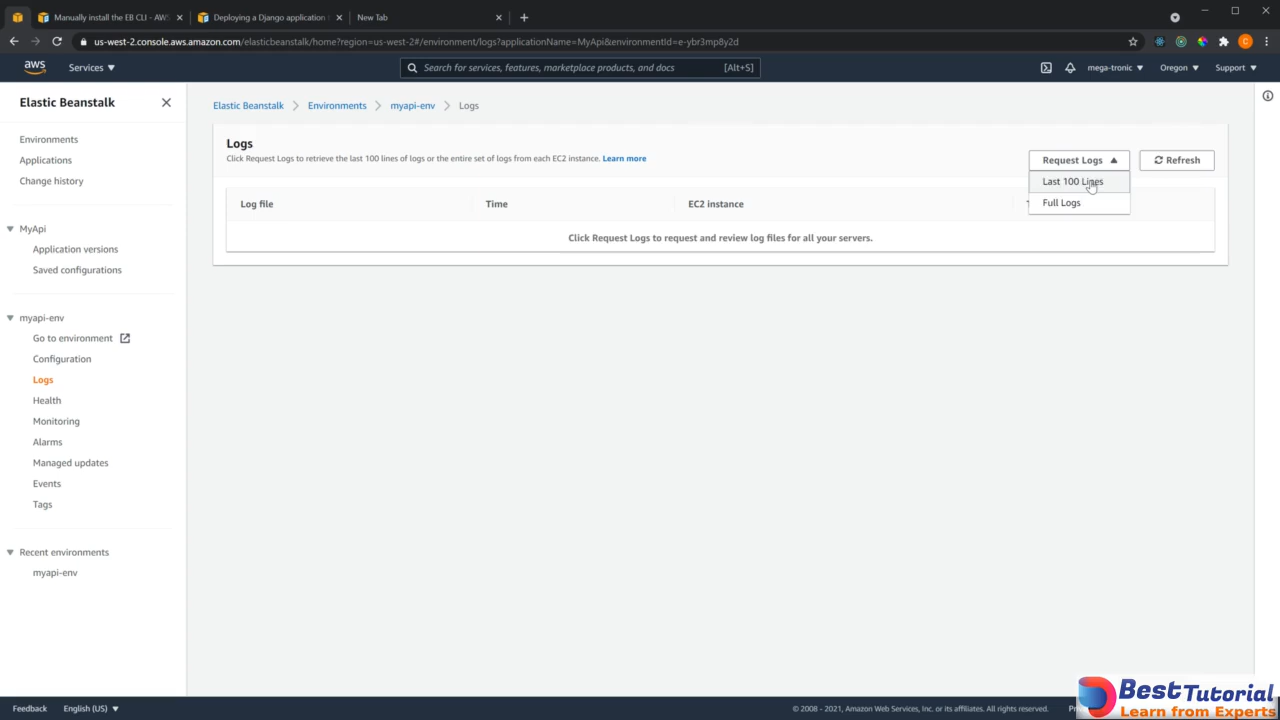 Manually install the EB CLI - AWS
Deploying a Django application
New Tab
us-west-2.console.aws.amazon.com/elasticbeanstalk/home?region=us-west-2#/environment/logs?applicationName=MyApi&environmentId=e-ybr3mp8y2d
aws
Services
Search for services, features, marketplace products, and docs
[Alt+S]
mega-tronic
Oregon
Support
Elastic Beanstalk
Environments
Applications
Change history
MyApi
Application versions
Saved configurations
myapi-env
Go to environment
Configuration
Logs
Health
Monitoring
Alarms
Managed updates
Events
Tags
Recent environments
myapi-env
Elastic Beanstalk
Environments
myapi-env
Logs
Logs
Click Request Logs to retrieve the last 100 lines of logs or the entire set of logs from each EC2 instance. Learn more
Request Logs
Refresh
Last 100 Lines
Full Logs
Log file
Time
EC2 instance
Click Request Logs to request and review log files for all your servers.
Feedback
English (US)
© 2008 - 2021, Amazon Web Services, Inc. or its affiliates. All rights reserved.
BestTutorial
Learn from Experts